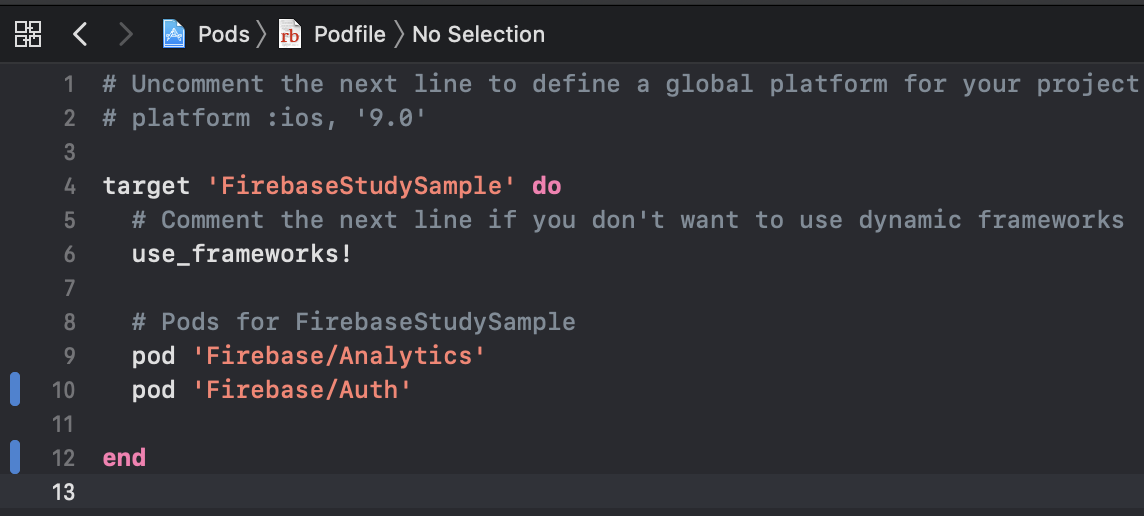 Pods rb Podfile No Selection
1 # Uncomment the next line to define a global platform for your project
2 # platform :ios, '9.0'
3
4 target 'FirebaseStudySample' do
5 # Comment the next line if you don't want to use dynamic frameworks
6 use_frameworks!
7
8 # Pods for FirebaseStudySample
9 pod 'Firebase/Analytics'
10 pod 'Firebase/Auth'
11
12 end
13